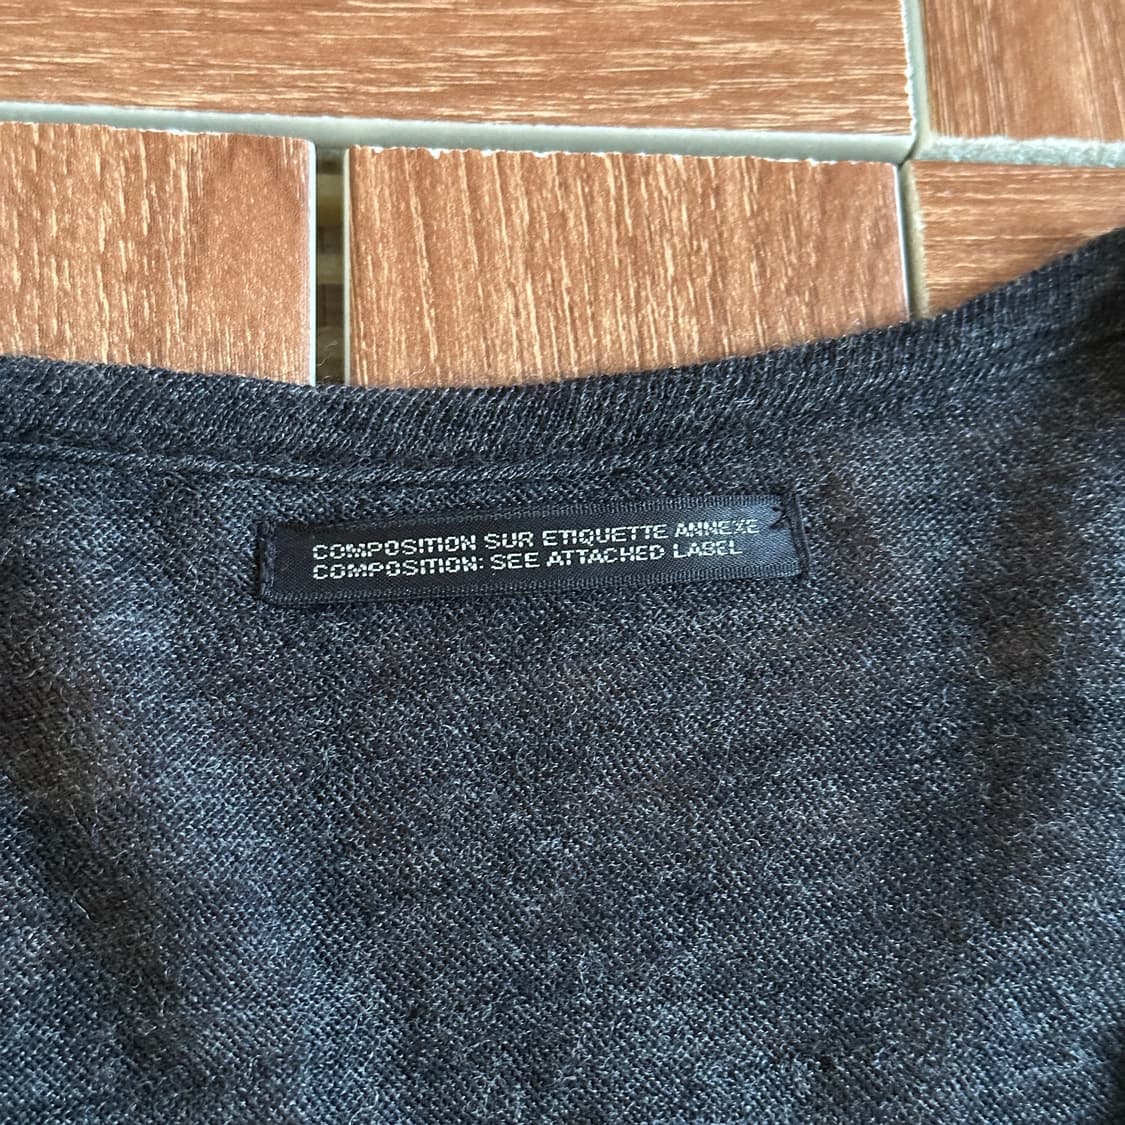 COMPOSITION SUR ETIQUETTE ANNEXE
COMPOSITION: SEE ATTACHED LABEL